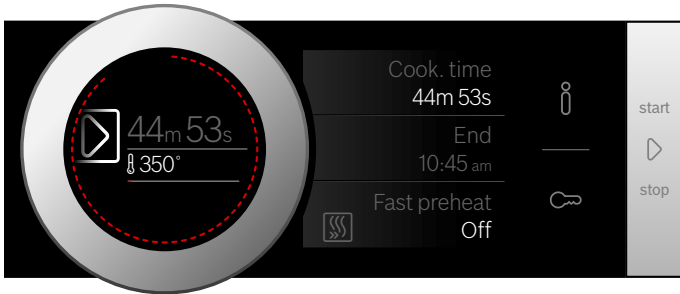 44m 53s
350°
Cook. time
44m 53s
End
10:45 am
Fast preheat
Off
start
stop